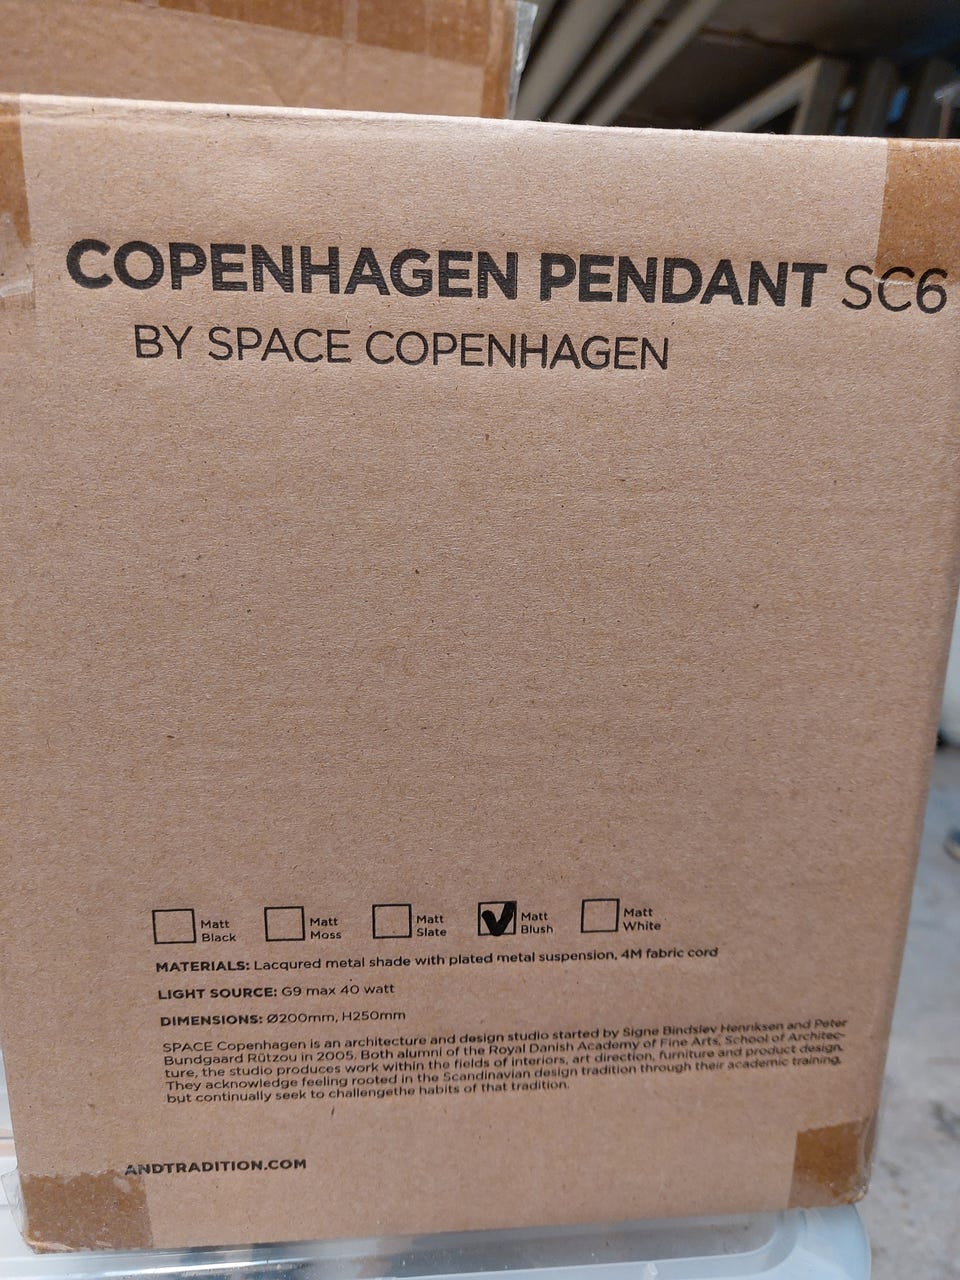 COPENHAGEN PENDANT SC6
BY SPACE COPENHAGEN
Matt Black
Matt Moss
Matt Slate
Matt Blush
Matt White
MATERIALS: Lacqured metal shade with plated metal suspension, 4M fabric cord
LIGHT SOURCE: G9 max 40 watt
DIMENSIONS: Ø200mm, H250mm
SPACE Copenhagen is an architecture and design studio started by Signe Bindslev Henriksen and Peter
Bundgaard Rützou in 2005. Both alumni of the Royal Danish Academy of Fine Arts, School of Architec-
ture, the studio produces work within the fields of interiors, art direction, furniture and product design.
They acknowledge feeling rooted in the Scandinavian design tradition through their academic training,
but continually seek to challengethe habits of that tradition.
ANDTRADITION.COM